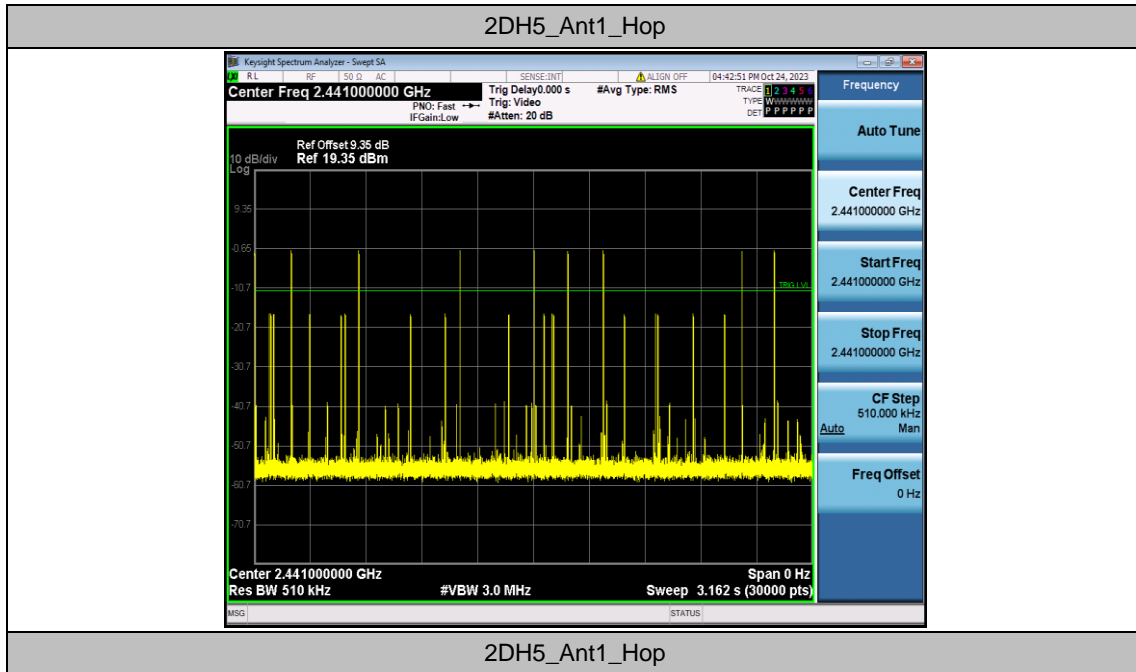 2DH5_Ant1_Hop
Keysight Spectrum Analyzer - Swept SA
RL RF 50 Ω AC SENSE:INT ALIGN OFF 04:42:51 PM Oct 24, 2023
Center Freq 2.441000000 GHz
PNO: Fast
IFGain:Low
Trig Delay0.000 s
Trig: Video
#Atten: 20 dB
#Avg Type: RMS
TRACE 1 2 3 4 5 6
TYPE WWWWWW
DET P P P P P P
Ref Offset 9.35 dB
10 dB/div Ref 19.35 dBm
Log
9.35
-0.65
-10.7
TRIG LVL
-20.7
-30.7
-40.7
-50.7
-60.7
-70.7
Center 2.441000000 GHz Span 0 Hz
Res BW 510 kHz #VBW 3.0 MHz Sweep 3.162 s (30000 pts)
MSG STATUS
Frequency
Auto Tune
Center Freq
2.441000000 GHz
Start Freq
2.441000000 GHz
Stop Freq
2.441000000 GHz
CF Step
510.000 kHz
Auto Man
Freq Offset
0 Hz
2DH5_Ant1_Hop